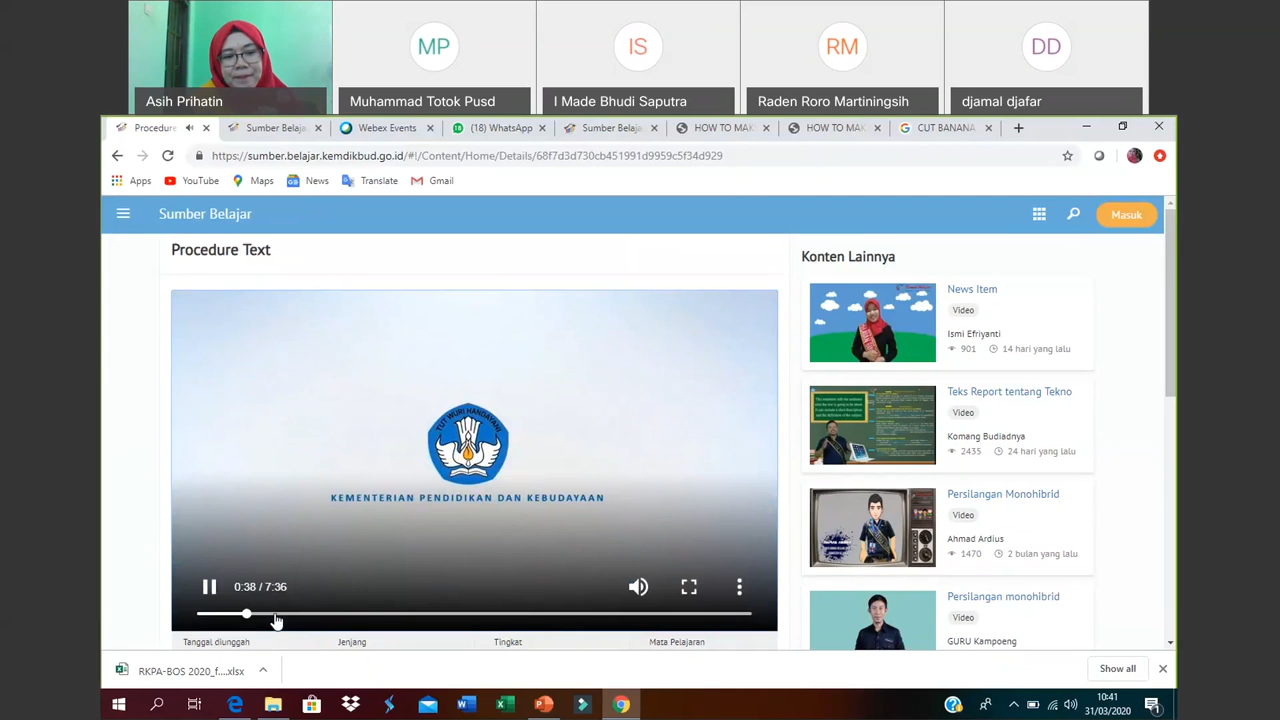 MP
IS
RM
DD
Asih Prihatin
Muhammad Totok Pusd
I Made Bhudi Saputra
Raden Roro Martiningsih
djamal djafar
Procedure
Sumber Belaja
Webex Events
(18) WhatsApp
Sumber Belaja
HOW TO MAK
HOW TO MAK
CUT BANANA
https://sumber.belajar.kemdikbud.go.id/#!/Content/Home/Details/68f7d3d730cb451991d9959c5f34d929
Apps
YouTube
Maps
News
Translate
Gmail
Sumber Belajar
Masuk
Procedure Text
TUT WURI HANDAYANI
KEMENTERIAN PENDIDIKAN DAN KEBUDAYAAN
0:38 / 7:36
Tanggal diunggah
Jenjang
Tingkat
Mata Pelajaran
Konten Lainnya
News Item
Video
Ismi Efriyanti
901
14 hari yang lalu
Teks Report tentang Tekno
Video
Komang Budiadnya
2435
24 hari yang lalu
Persilangan Monohibrid
Video
Ahmad Ardius
1470
2 bulan yang lalu
Persilangan monohibrid
Video
GURU Kampoeng
RKPA-BOS 2020_f....xlsx
Show all
10:41
31/03/2020